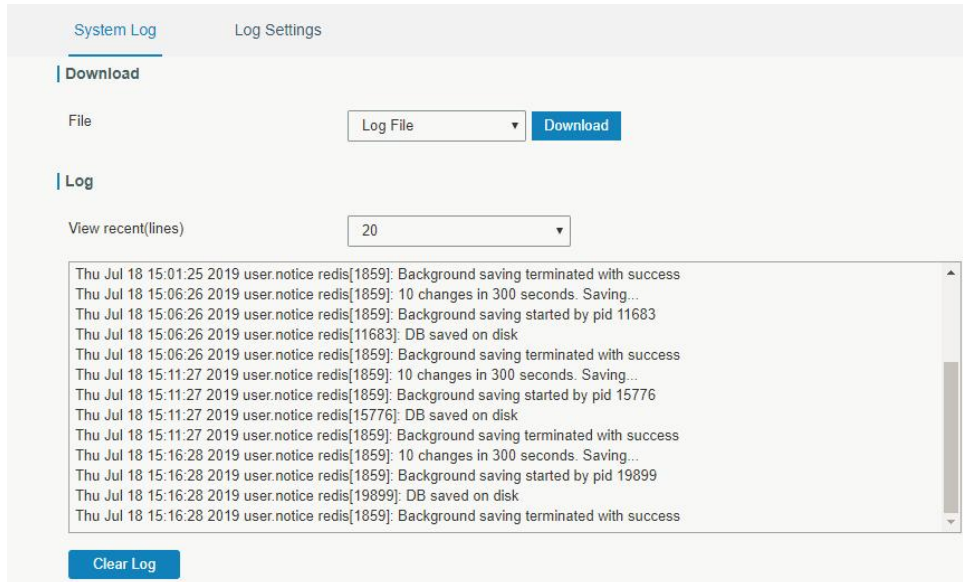 System Log Log Settings
Download
File Log File Download
Log
View recent(lines) 20
Thu Jul 18 15:01:25 2019 user.notice redis[1859]: Background saving terminated with success
Thu Jul 18 15:06:26 2019 user.notice redis[1859]: 10 changes in 300 seconds. Saving...
Thu Jul 18 15:06:26 2019 user.notice redis[1859]: Background saving started by pid 11683
Thu Jul 18 15:06:26 2019 user.notice redis[11683]: DB saved on disk
Thu Jul 18 15:06:26 2019 user.notice redis[1859]: Background saving terminated with success
Thu Jul 18 15:11:27 2019 user.notice redis[1859]: 10 changes in 300 seconds. Saving...
Thu Jul 18 15:11:27 2019 user.notice redis[1859]: Background saving started by pid 15776
Thu Jul 18 15:11:27 2019 user.notice redis[15776]: DB saved on disk
Thu Jul 18 15:11:27 2019 user.notice redis[1859]: Background saving terminated with success
Thu Jul 18 15:16:28 2019 user.notice redis[1859]: 10 changes in 300 seconds. Saving...
Thu Jul 18 15:16:28 2019 user.notice redis[1859]: Background saving started by pid 19899
Thu Jul 18 15:16:28 2019 user.notice redis[19899]: DB saved on disk
Thu Jul 18 15:16:28 2019 user.notice redis[1859]: Background saving terminated with success
Clear Log